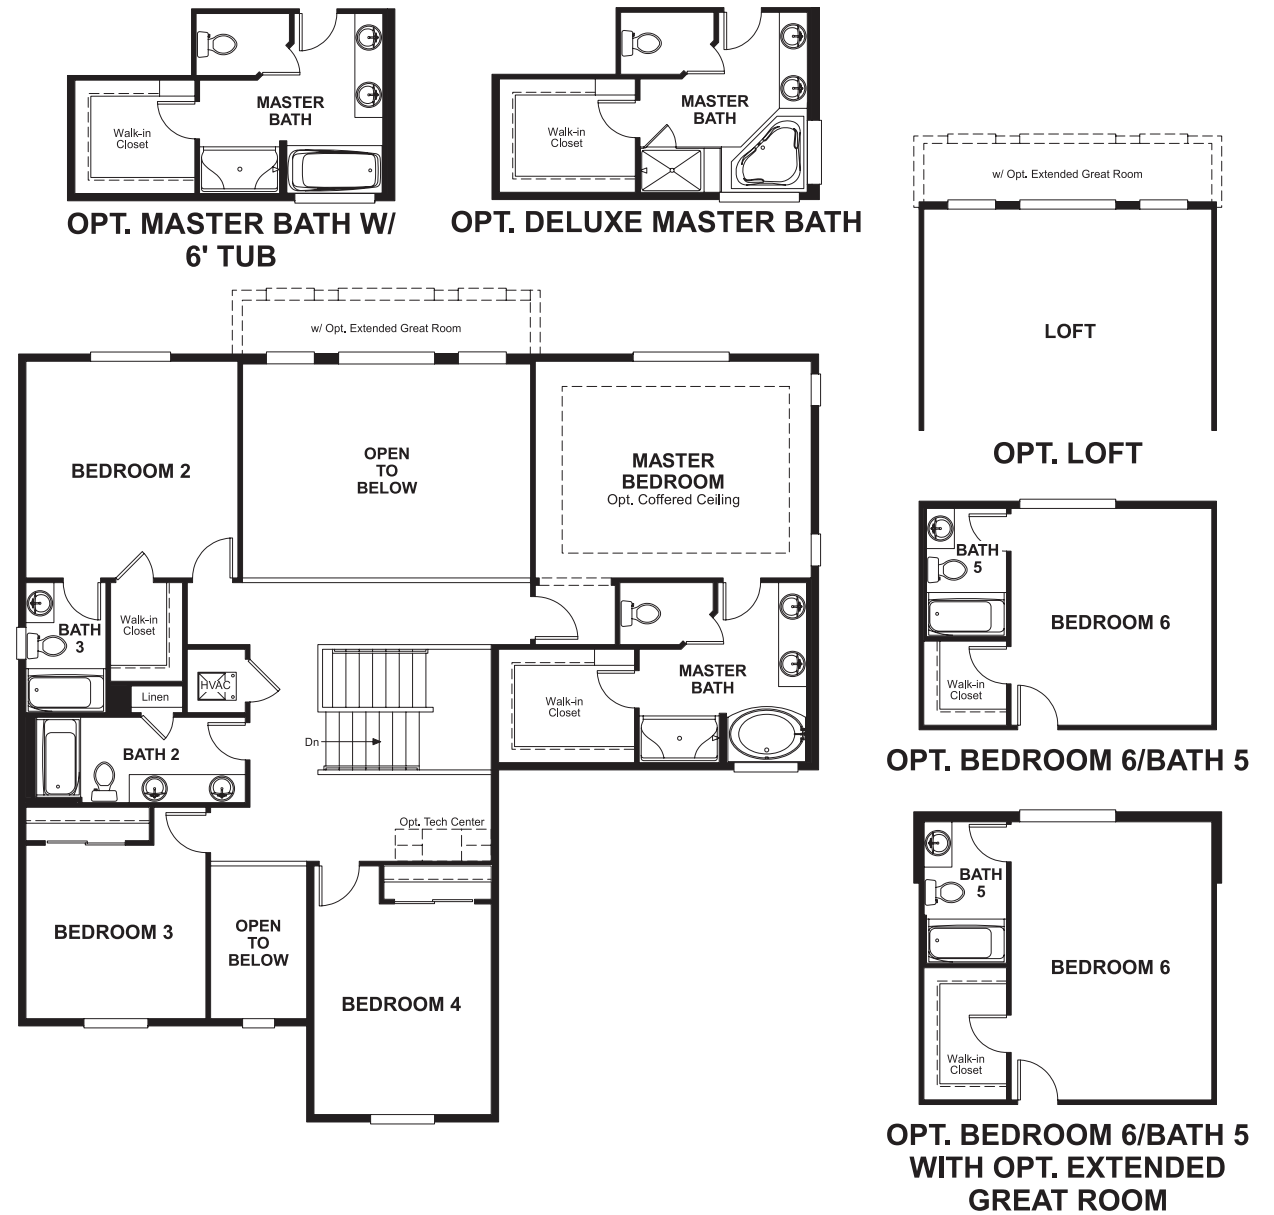 MASTER
BATH
Walk-in
Closet
OPT. MASTER BATH W/
6' TUB
MASTER
BATH
Walk-in
Closet
OPT. DELUXE MASTER BATH
w/ Opt. Extended Great Room
LOFT
OPT. LOFT
w/ Opt. Extended Great Room
BEDROOM 2
OPEN
TO
BELOW
MASTER
BEDROOM
Opt. Coffered Ceiling
BATH
3
Walk-in
Closet
HVAC
Linen
BATH 2
Dn
Walk-in
Closet
MASTER
BATH
Opt. Tech Center
BEDROOM 3
OPEN
TO
BELOW
BEDROOM 4
BATH
5
BEDROOM 6
Walk-in
Closet
OPT. BEDROOM 6/BATH 5
BATH
5
BEDROOM 6
Walk-in
Closet
OPT. BEDROOM 6/BATH 5
WITH OPT. EXTENDED
GREAT ROOM